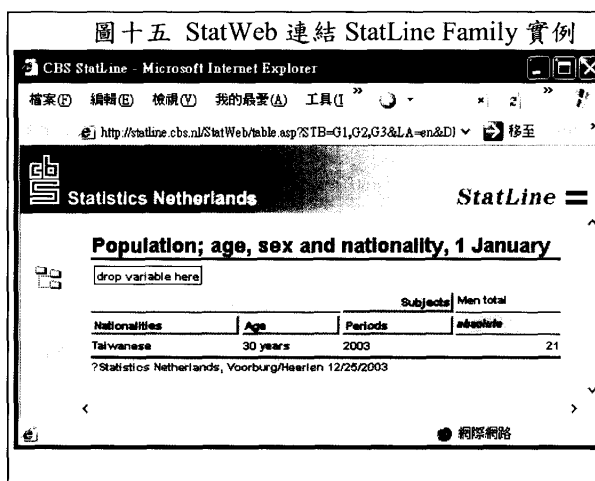 圖十五 StatWeb 連結 StatLine Family 實例
CBS StatLine - Microsoft Internet Explorer
檔案(F) 編輯(E) 檢視(V) 我的最愛(A) 工具(T »
http://statline.cbs.nl/StatWeb/table.asp?STB=G1,G2,G3&LA=en&D 移至
cb
Statistics Netherlands StatLine
Population; age, sex and nationality, 1 January
drop variable here
Subjects Men total
Nationalities Age Periods absolute
Taiwanese 30 years 2003 21
?Statistics Netherlands, Voorburg/Heerlen 12/25/2003
網際網路